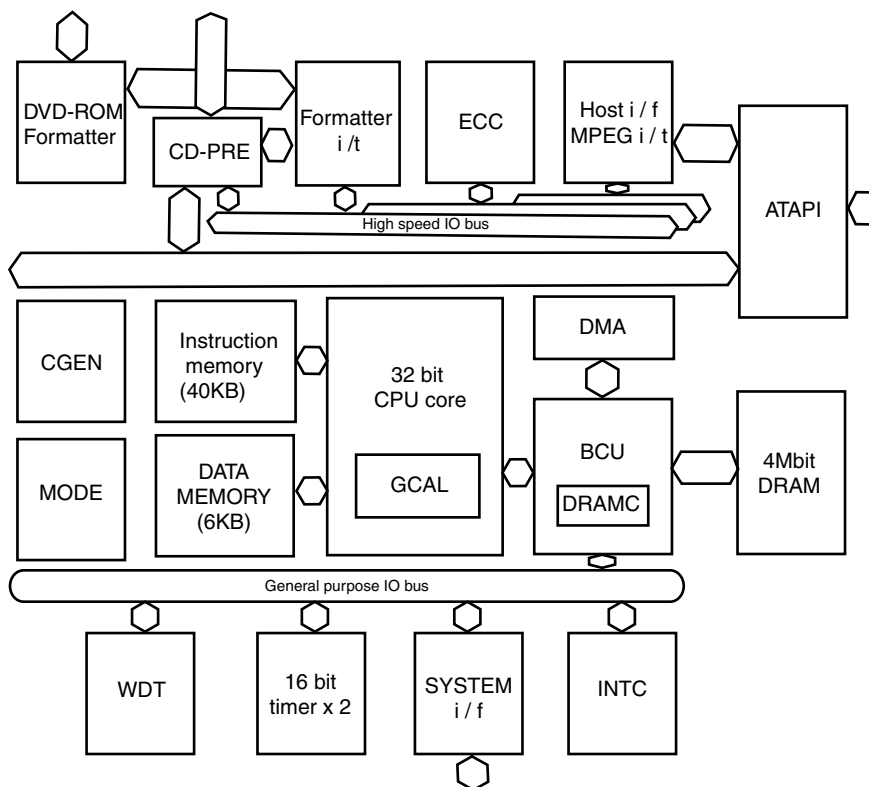 DVD-ROM
Formatter
CD-PRE
Formatter
i /t
ECC
Host i / f
MPEG i / t
ATAPI
High speed IO bus
CGEN
Instruction
memory
(40KB)
32 bit
CPU core
GCAL
DMA
MODE
DATA
MEMORY
(6KB)
BCU
DRAMC
4Mbit
DRAM
General purpose IO bus
WDT
16 bit
timer x 2
SYSTEM
i / f
INTC